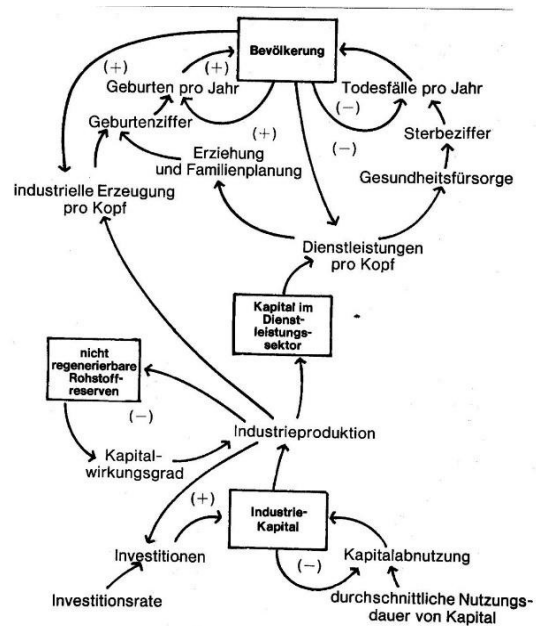 Bevölkerung
(+)
(+)
Geburten pro Jahr
(−)
Todesfälle pro Jahr
Geburtenziffer
(+)
(−)
Sterbeziffer
Erziehung
und Familienplanung
Gesundheitsfürsorge
industrielle Erzeugung
pro Kopf
Dienstleistungen
pro Kopf
Kapital im
Dienst-
leistungs-
sektor
nicht
regenerierbare
Rohstoff-
reserven
(−)
Industrieproduktion
Kapital-
wirkungsgrad
(+)
Industrie-
Kapital
Investitionen
(−)
Kapitalabnutzung
Investitionsrate
durchschnittliche Nutzungs-
dauer von Kapital